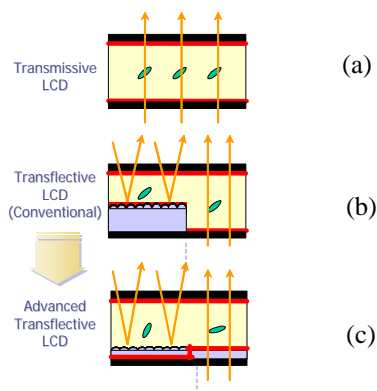 Transmissive
LCD
(a)
Transflective
LCD
(Conventional)
(b)
Advanced
Transflective
LCD
(c)